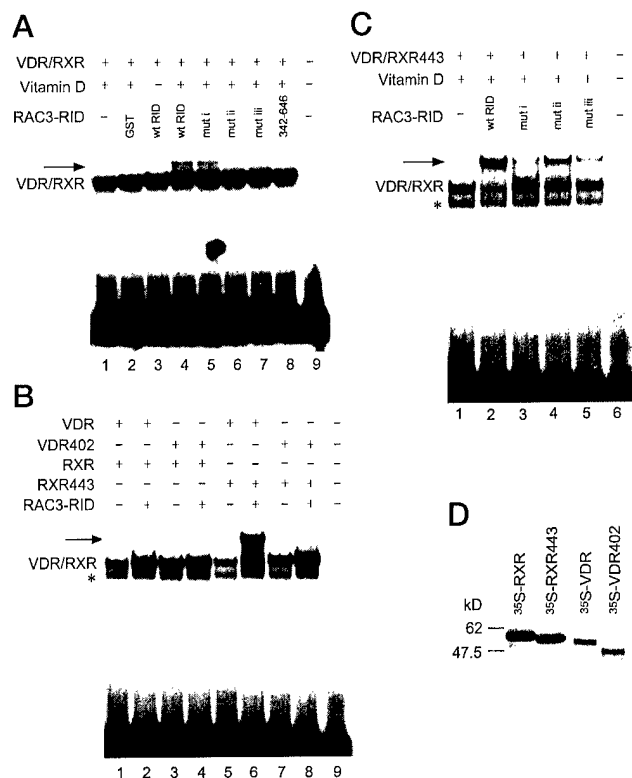 A
VDR/RXR + + + + + + + + -
Vitamin D + + - + + + + + -
RAC3-RID - GST wt RID wt RID mut i mut ii mut iii 342-646 -
VDR/RXR
1 2 3 4 5 6 7 8 9
B
VDR + + - - + + - - -
VDR402 - - + + - - + + -
RXR + + + + - - - - -
RXR443 - - - - + + + + -
RAC3-RID - + - + - + - + -
VDR/RXR
*
1 2 3 4 5 6 7 8 9
C
VDR/RXR443 + + + + + -
Vitamin D + + + + + -
RAC3-RID - wt RID mut i mut ii mut iii -
VDR/RXR
*
1 2 3 4 5 6
D
35S-RXR 35S-RXR443 35S-VDR 35S-VDR402
kD
62
47.5